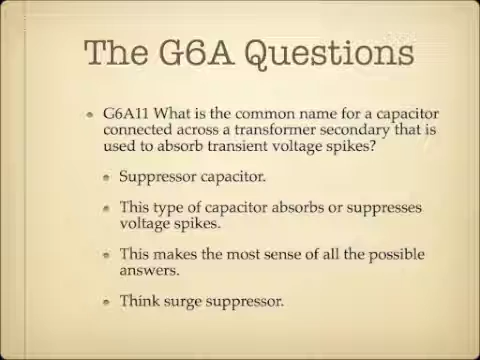 The G6A Questions
G6A11 What is the common name for a capacitor
connected across a transformer secondary that is
used to absorb transient voltage spikes?
Suppressor capacitor.
This type of capacitor absorbs or suppresses
voltage spikes.
This makes the most sense of all the possible
answers.
Think surge suppressor.